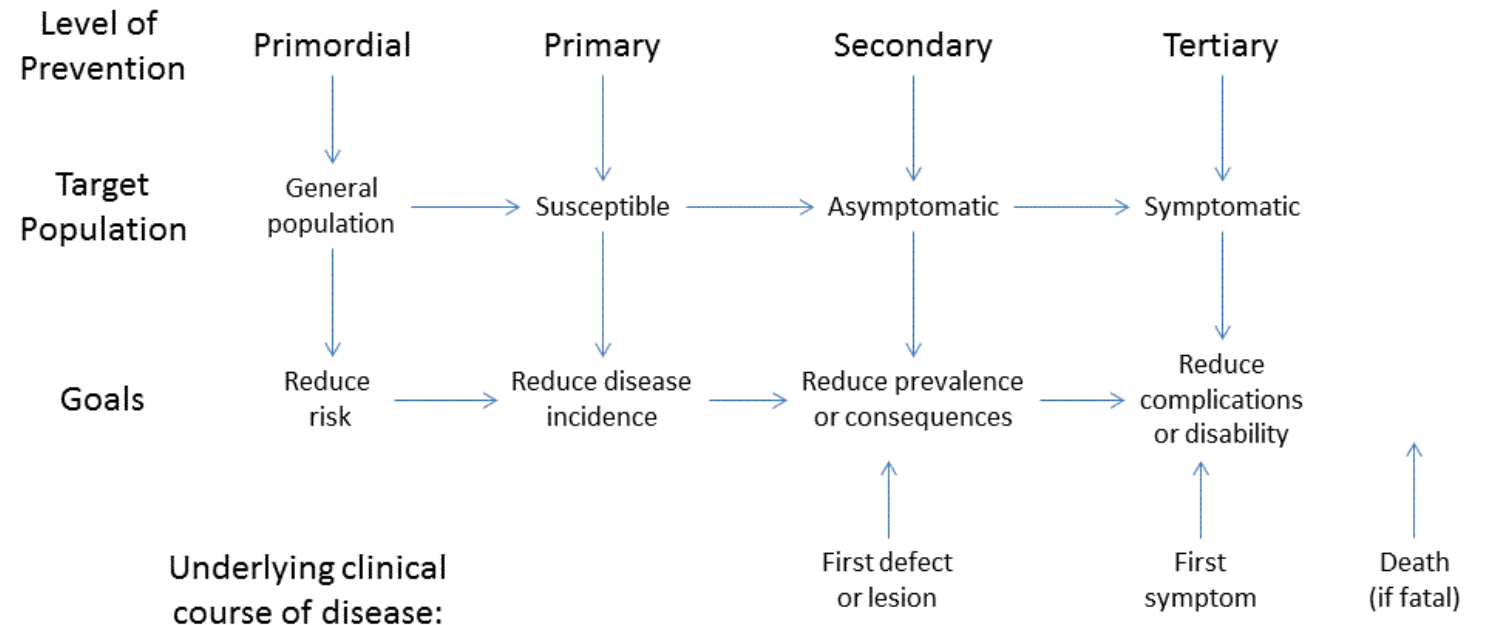 Level of
Prevention
Primordial
Primary
Secondary
Tertiary
Target
Population
General
population
Susceptible
Asymptomatic
Symptomatic
Goals
Reduce
risk
Reduce disease
incidence
Reduce prevalence
or consequences
Reduce
complications
or disability
Underlying clinical
course of disease:
First defect
or lesion
First
symptom
Death
(if fatal)